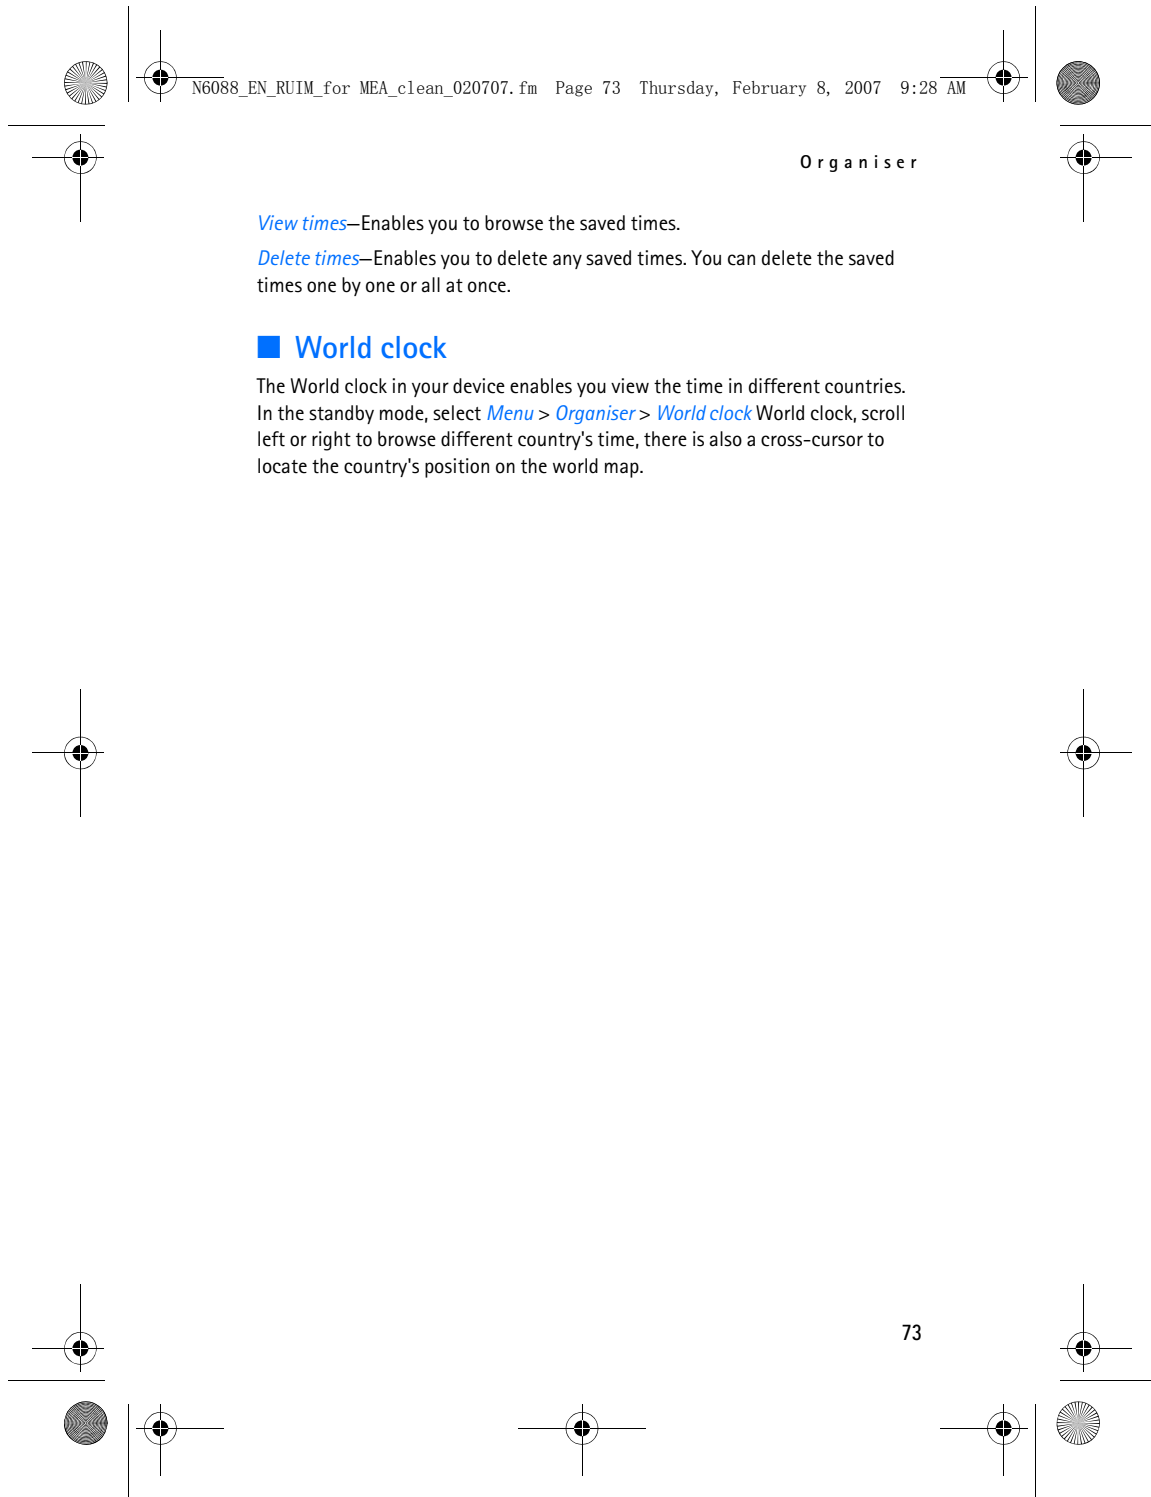 N6088_EN_RUIM_for MEA_clean_020707.fm Page 73 Thursday, February 8, 2007 9:28 AM
Organiser
View times—Enables you to browse the saved times.
Delete times—Enables you to delete any saved times. You can delete the saved
times one by one or all at once.
■ World clock
The World clock in your device enables you view the time in different countries.
In the standby mode, select Menu > Organiser > World clock World clock, scroll
left or right to browse different country's time, there is also a cross-cursor to
locate the country's position on the world map.
73